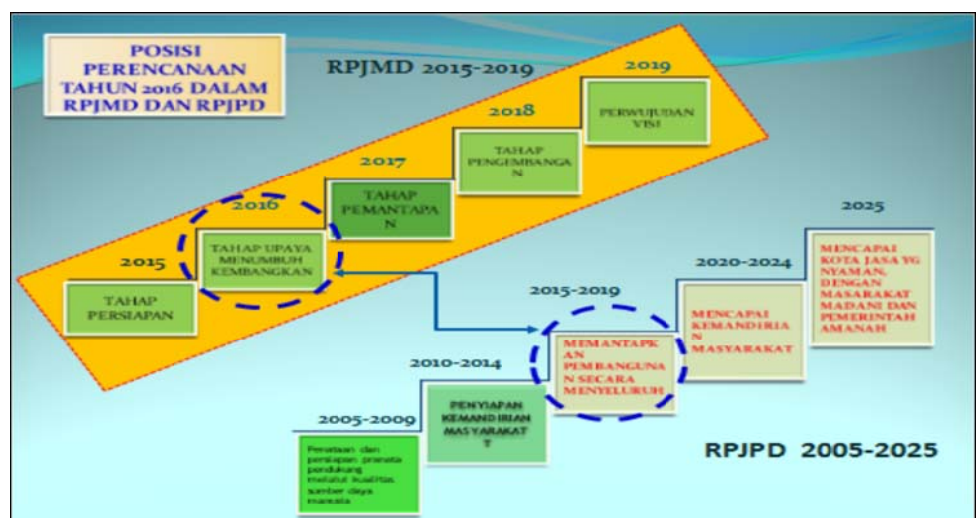 POSISI
PERENCANAAN
TAHUN 2016 DALAM
RPJMD DAN RPJPD
RPJMD 2015-2019
2019
PERWUJUDAN
VISI
2018
TAHAP
PENGEMBANGA
N
2017
TAHAP
PEMANTAPA
N
2016
TAHAP UPAYA
MENUMBUH
KEMBANGKAN
2015
TAHAP
PERSIAPAN
2025
MENCAPAI
KOTA JASA YG
NYAMAN,
DENGAN
MASARAKAT
MADANI DAN
PEMERINTAH
AMANAH
2020-2024
MENCAPAI
KEMANDIRIA
N
MASYARAKAT
2015-2019
MEMANTAPK
AN
PEMBANGUNA
N SECARA
MENYELURUH
2010-2014
PENYIAPAN
KEMANDIRIAN
MASYARAKAT
T
2005-2009
Penataan dan
persiapan pranata
pendukung
melalui kualitas
sumber daya
manusia
RPJPD 2005-2025